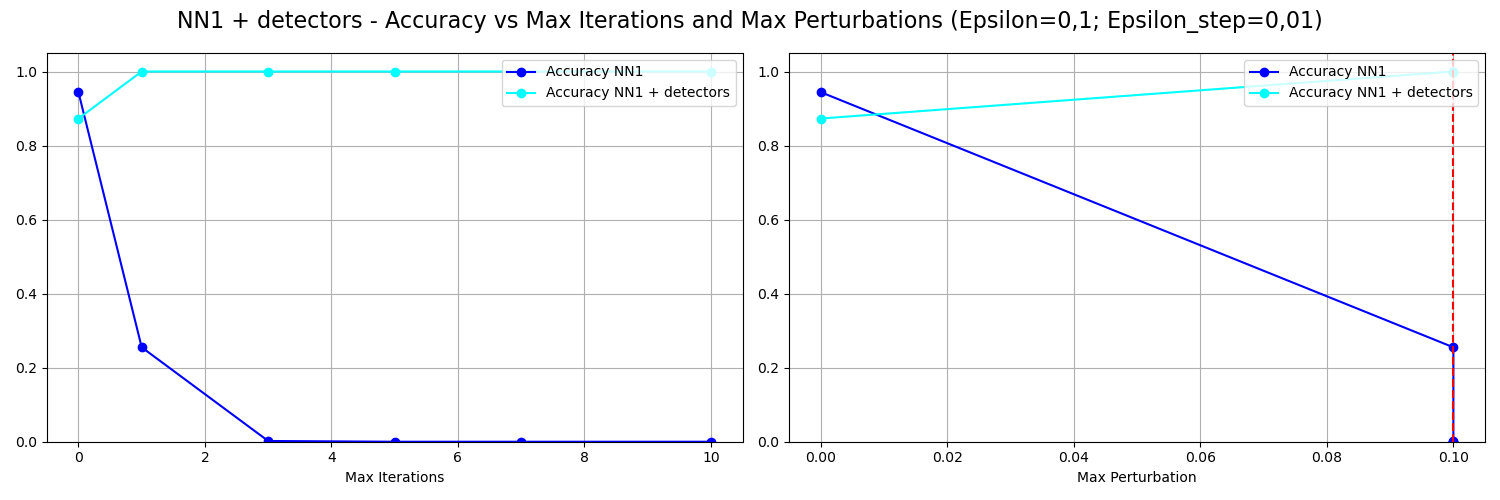 NN1 + detectors - Accuracy vs Max Iterations and Max Perturbations (Epsilon=0,1; Epsilon_step=0,01)
1.0
0.8
0.6
0.4
0.2
0.0
Accuracy NN1
Accuracy NN1 + detectors
0 2 4 6 8 10
Max Iterations
1.0
0.8
0.6
0.4
0.2
0.0
Accuracy NN1
Accuracy NN1 + detectors
0.00 0.02 0.04 0.06 0.08 0.10
Max Perturbation